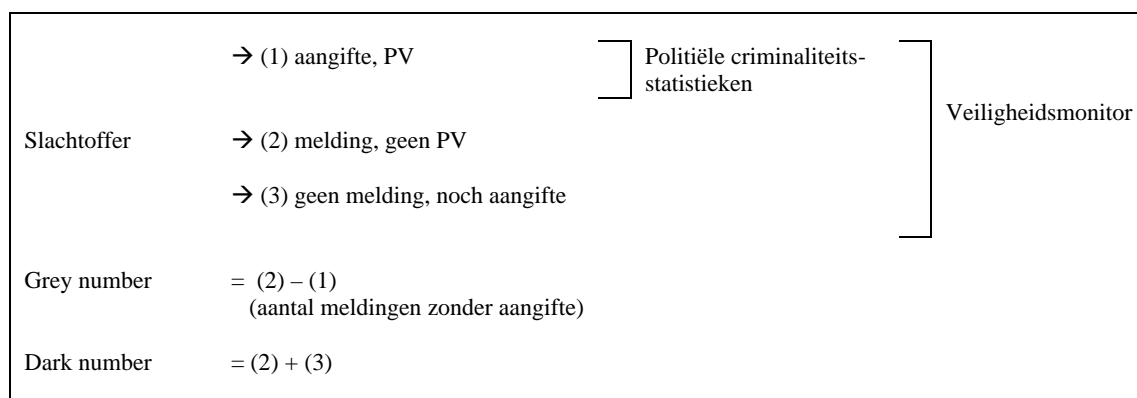 → (1) aangifte, PV
Politiële criminaliteits-
statistieken
Veiligheidsmonitor
Slachtoffer → (2) melding, geen PV
→ (3) geen melding, noch aangifte
Grey number = (2) – (1)
(aantal meldingen zonder aangifte)
Dark number = (2) + (3)